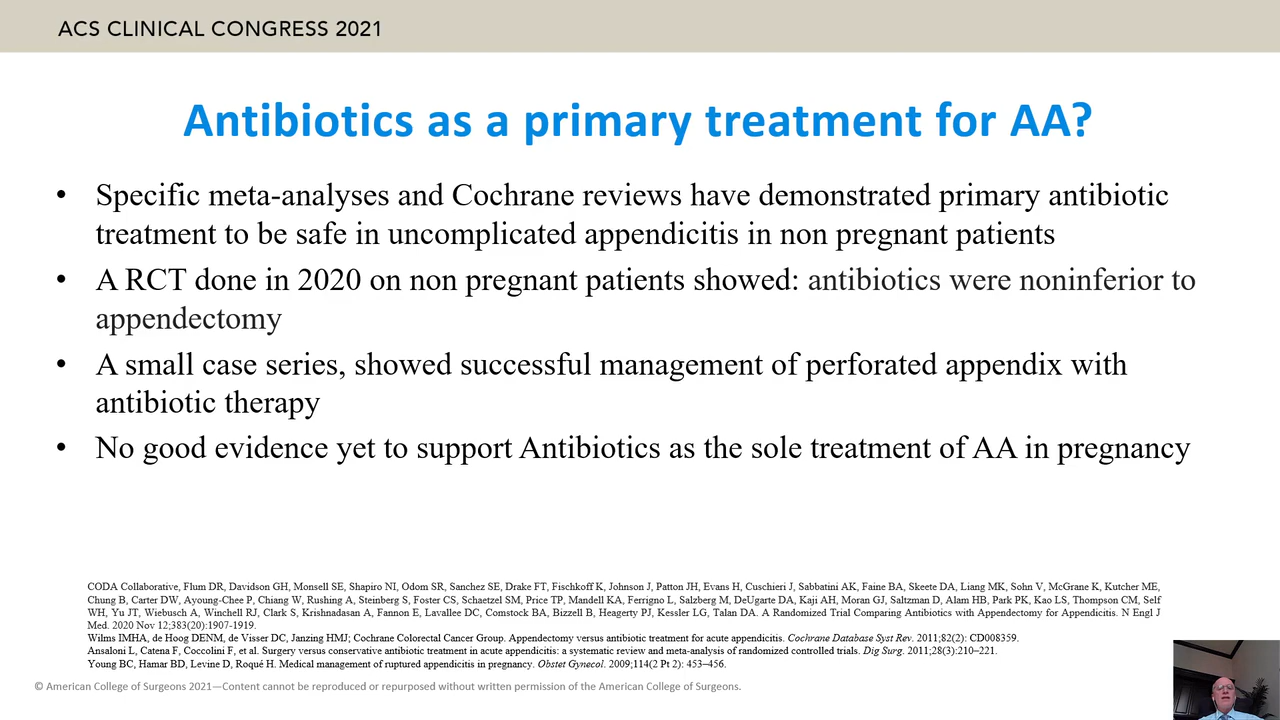 ACS CLINICAL CONGRESS 2021
Antibiotics as a primary treatment for AA?
• Specific meta-analyses and Cochrane reviews have demonstrated primary antibiotic
treatment to be safe in uncomplicated appendicitis in non pregnant patients
• A RCT done in 2020 on non pregnant patients showed: antibiotics were noninferior to
appendectomy
• A small case series, showed successful management of perforated appendix with
antibiotic therapy
• No good evidence yet to support Antibiotics as the sole treatment of AA in pregnancy
CODA Collaborative, Flum DR, Davidson GH, Monsell SE, Shapiro NI, Odom SR, Sanchez SE, Drake FT, Fischkoff K, Johnson J, Patton JH, Evans H, Cuschieri J, Sabbatini AK, Faine BA, Skeete DA, Liang MK, Sohn V, McGrane K, Kutcher ME,
Chung B, Carter DW, Ayoung-Chee P, Chiang W, Rushing A, Steinberg S, Foster CS, Schaetzel SM, Price TP, Mandell KA, Ferrigno L, Salzberg M, DeUgarte DA, Kaji AH, Moran GJ, Saltzman D, Alam HB, Park PK, Kao LS, Thompson CM, Self
WH, Yu JT, Wiebusch A, Winchell RJ, Clark S, Krishnadasan A, Fannon E, Lavallee DC, Comstock BA, Bizzell B, Heagerty PJ, Kessler LG, Talan DA. A Randomized Trial Comparing Antibiotics with Appendectomy for Appendicitis. N Engl J
Med. 2020 Nov 12;383(20):1907-1919.
Wilms IMHA, de Hoog DENM, de Visser DC, Janzing HMJ; Cochrane Colorectal Cancer Group. Appendectomy versus antibiotic treatment for acute appendicitis. Cochrane Database Syst Rev. 2011;82(2): CD008359.
Ansaloni L, Catena F, Coccolini F, et al. Surgery versus conservative antibiotic treatment in acute appendicitis: a systematic review and meta-analysis of randomized controlled trials. Dig Surg. 2011;28(3):210–221.
Young BC, Hamar BD, Levine D, Roqué H. Medical management of ruptured appendicitis in pregnancy. Obstet Gynecol. 2009;114(2 Pt 2): 453–456.
© American College of Surgeons 2021—Content cannot be reproduced or repurposed without written permission of the American College of Surgeons.